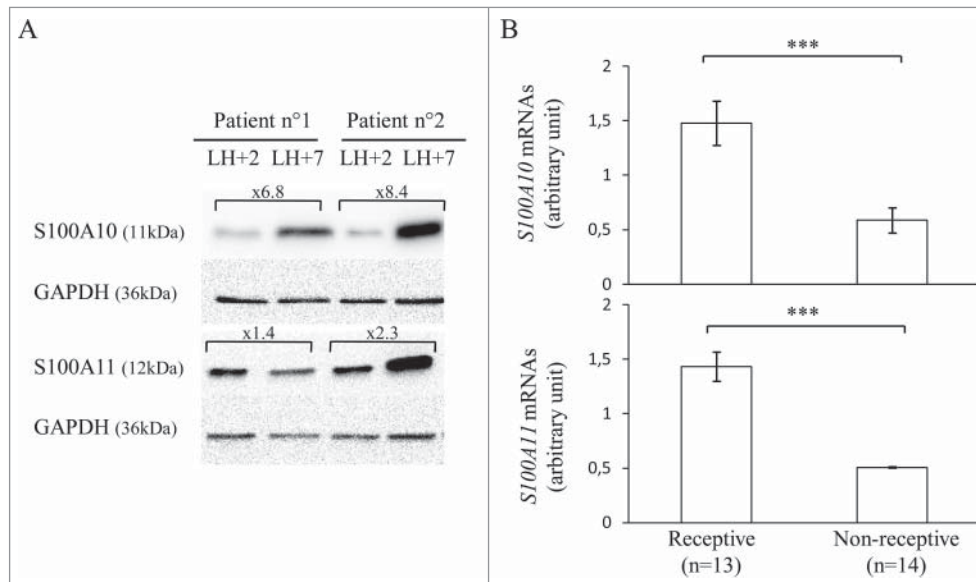 A
Patient n°1 Patient n°2
LH+2 LH+7 LH+2 LH+7
x6.8 x8.4
S100A10 (11kDa)
GAPDH (36kDa)
x1.4 x2.3
S100A11 (12kDa)
GAPDH (36kDa)
B
***
S100A10 mRNAs
(arbitrary unit)
2
1,5
1
0,5
0
***
S100A11 mRNAs
(arbitrary unit)
2
1,5
1
0,5
0
Receptive Non-receptive
(n=13) (n=14)